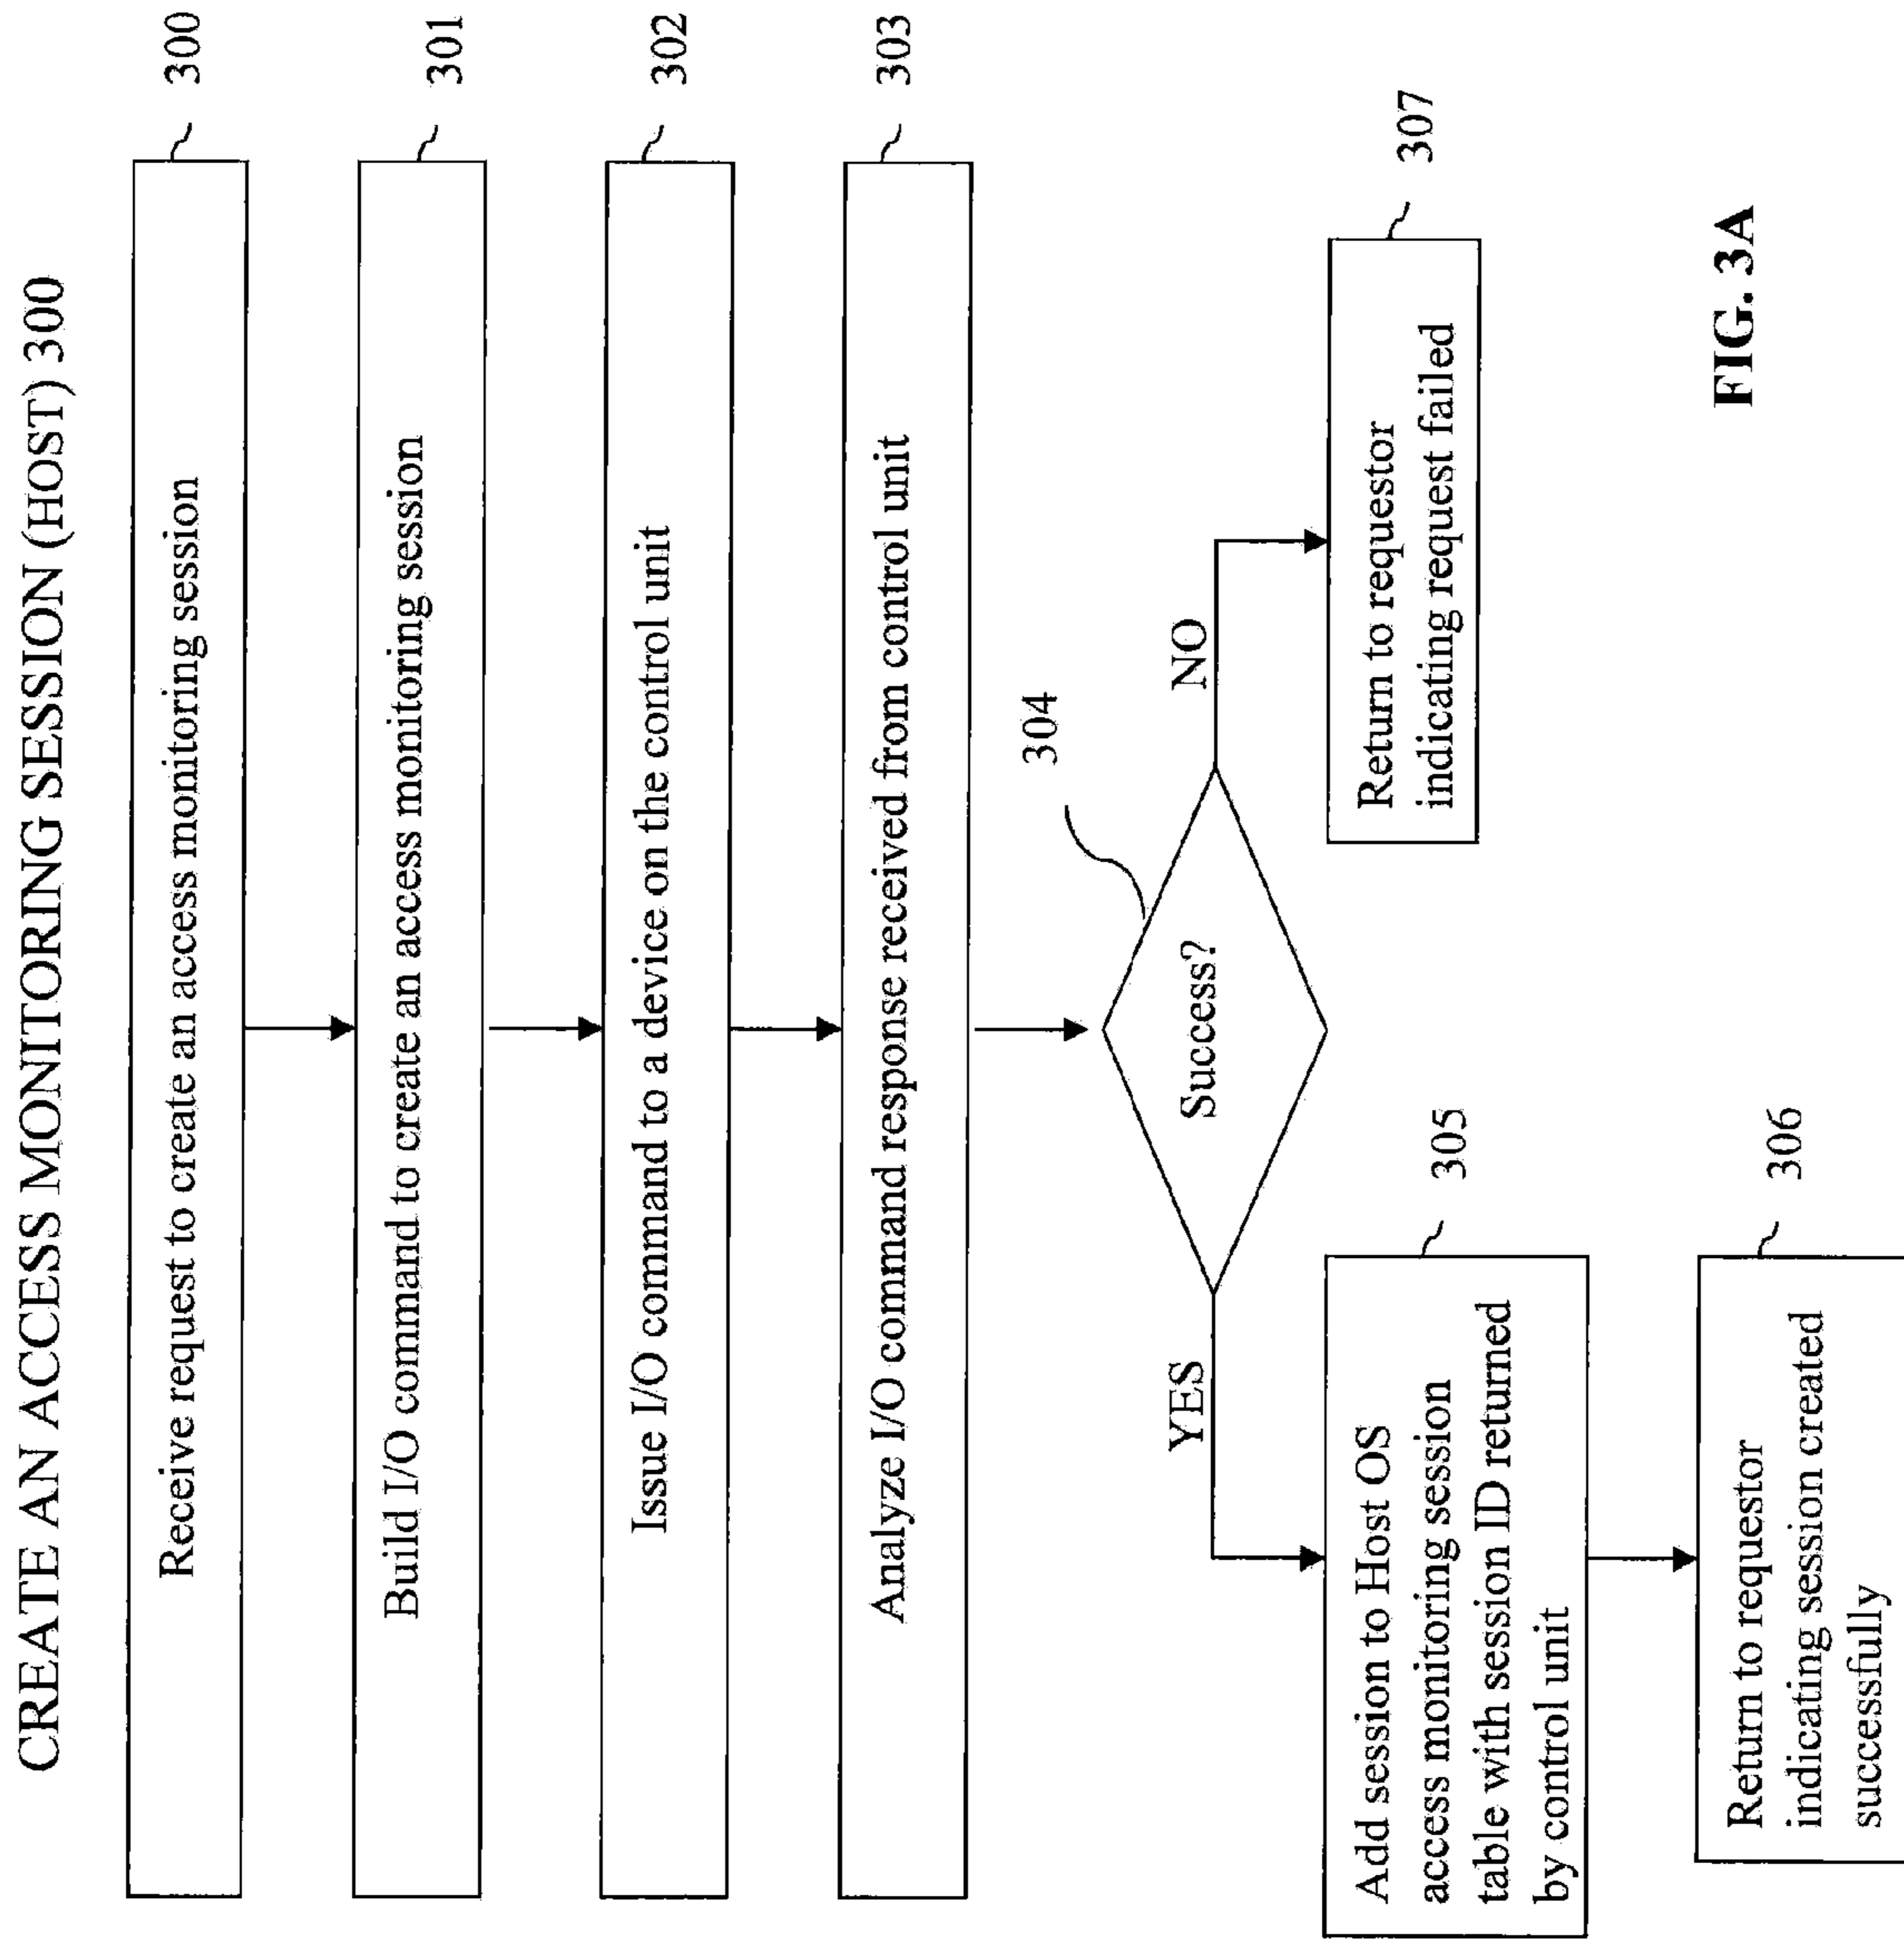 CREATE AN ACCESS MONITORING SESSION (HOST) 300
Receive request to create an access monitoring session
300
Build I/O command to create an access monitoring session
301
Issue I/O command to a device on the control unit
302
Analyze I/O command response received from control unit
303
304
Success?
YES
NO
Add session to Host OS
access monitoring session
table with session ID returned
by control unit
305
Return to requestor
indicating request failed
307
Return to requestor
indicating session created
successfully
306
FIG. 3A